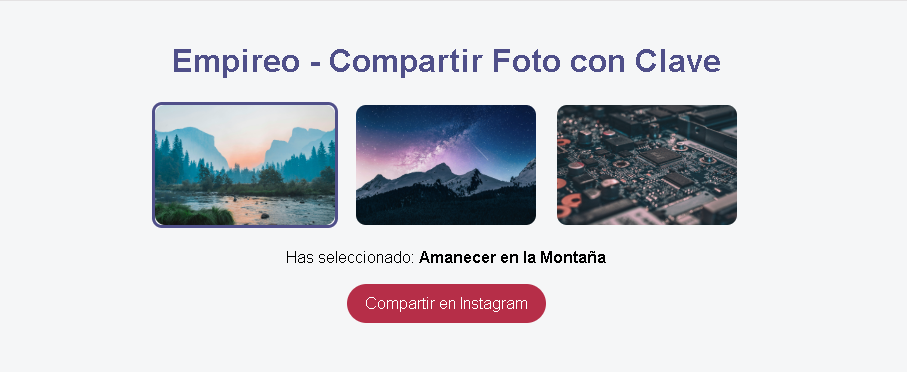 Empireo - Compartir Foto con Clave
Has seleccionado: Amanecer en la Montaña
Compartir en Instagram